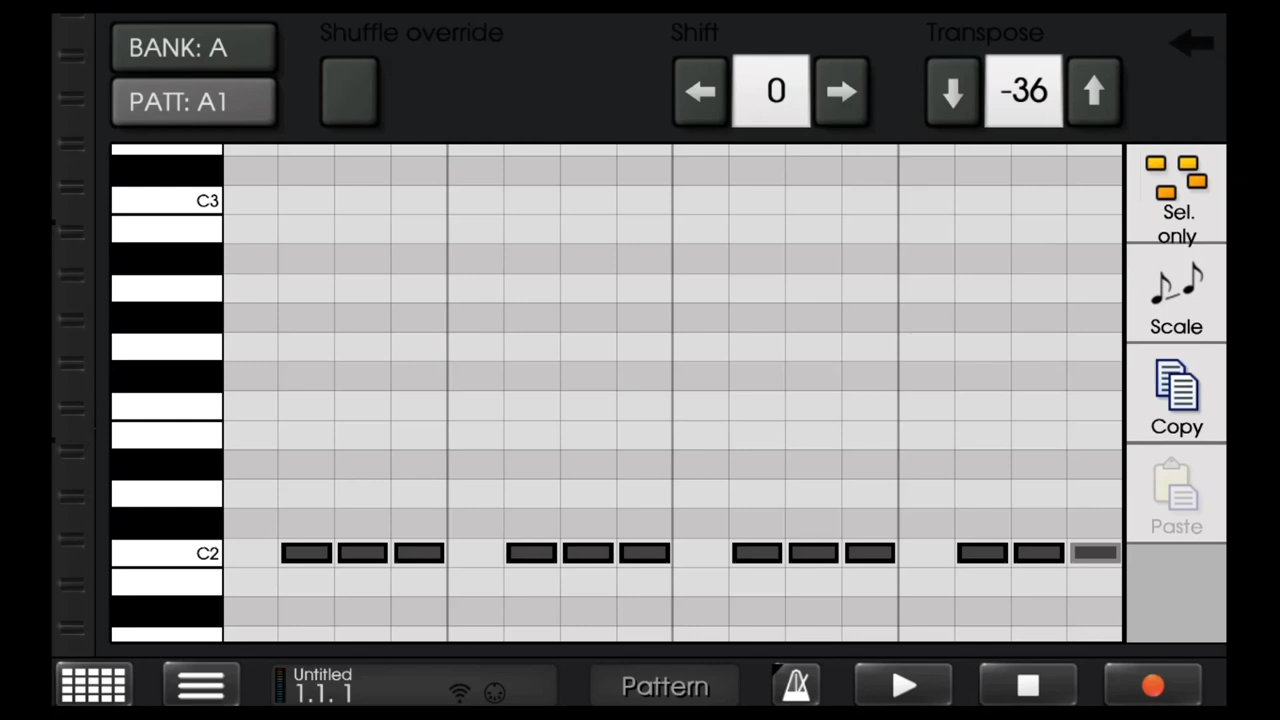 BANK: A
PATT: A1
Shuffle override
Shift
0
Transpose
-36
C3
C2
Sel.
only
Scale
Copy
Paste
Untitled
1.1. 1
Pattern